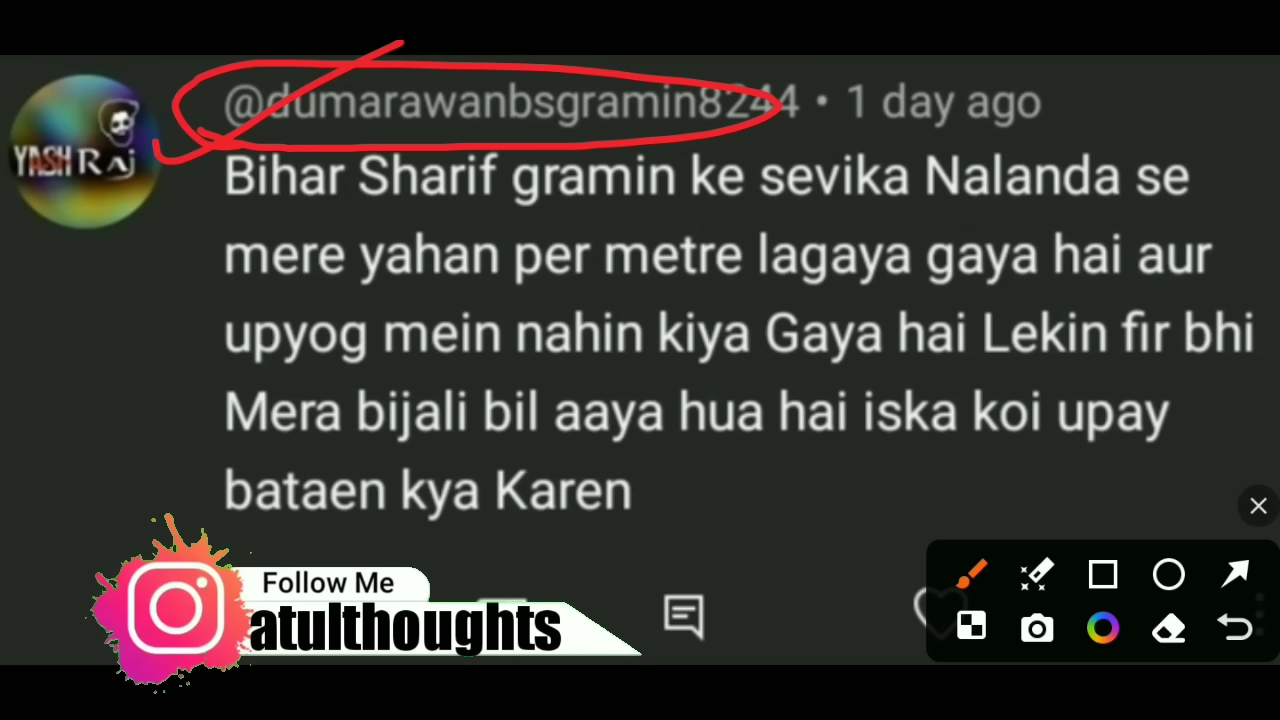 YASH RAJ
@dumarawanbsgramin8244 • 1 day ago
Bihar Sharif gramin ke sevika Nalanda se
mere yahan per metre lagaya gaya hai aur
upyog mein nahin kiya Gaya hai Lekin fir bhi
Mera bijali bil aaya hua hai iska koi upay
bataen kya Karen
Follow Me
atulthoughts